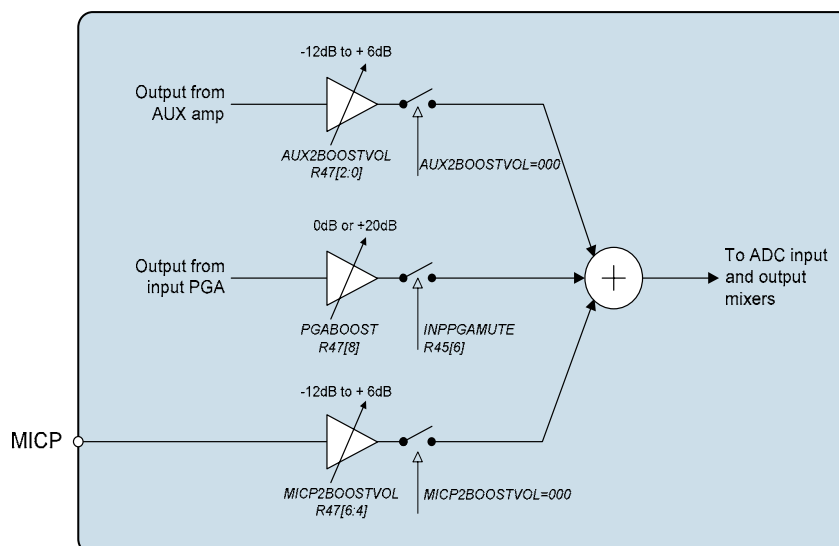 -12dB to + 6dB
Output from
AUX amp
AUX2BOOSTVOL
R47[2:0]
AUX2BOOSTVOL=000
0dB or +20dB
Output from
input PGA
PGABOOST
R47[8]
INPPGAMUTE
R45[6]
+
To ADC input
and output
mixers
-12dB to + 6dB
MICP
MICP2BOOSTVOL
R47[6:4]
MICP2BOOSTVOL=000